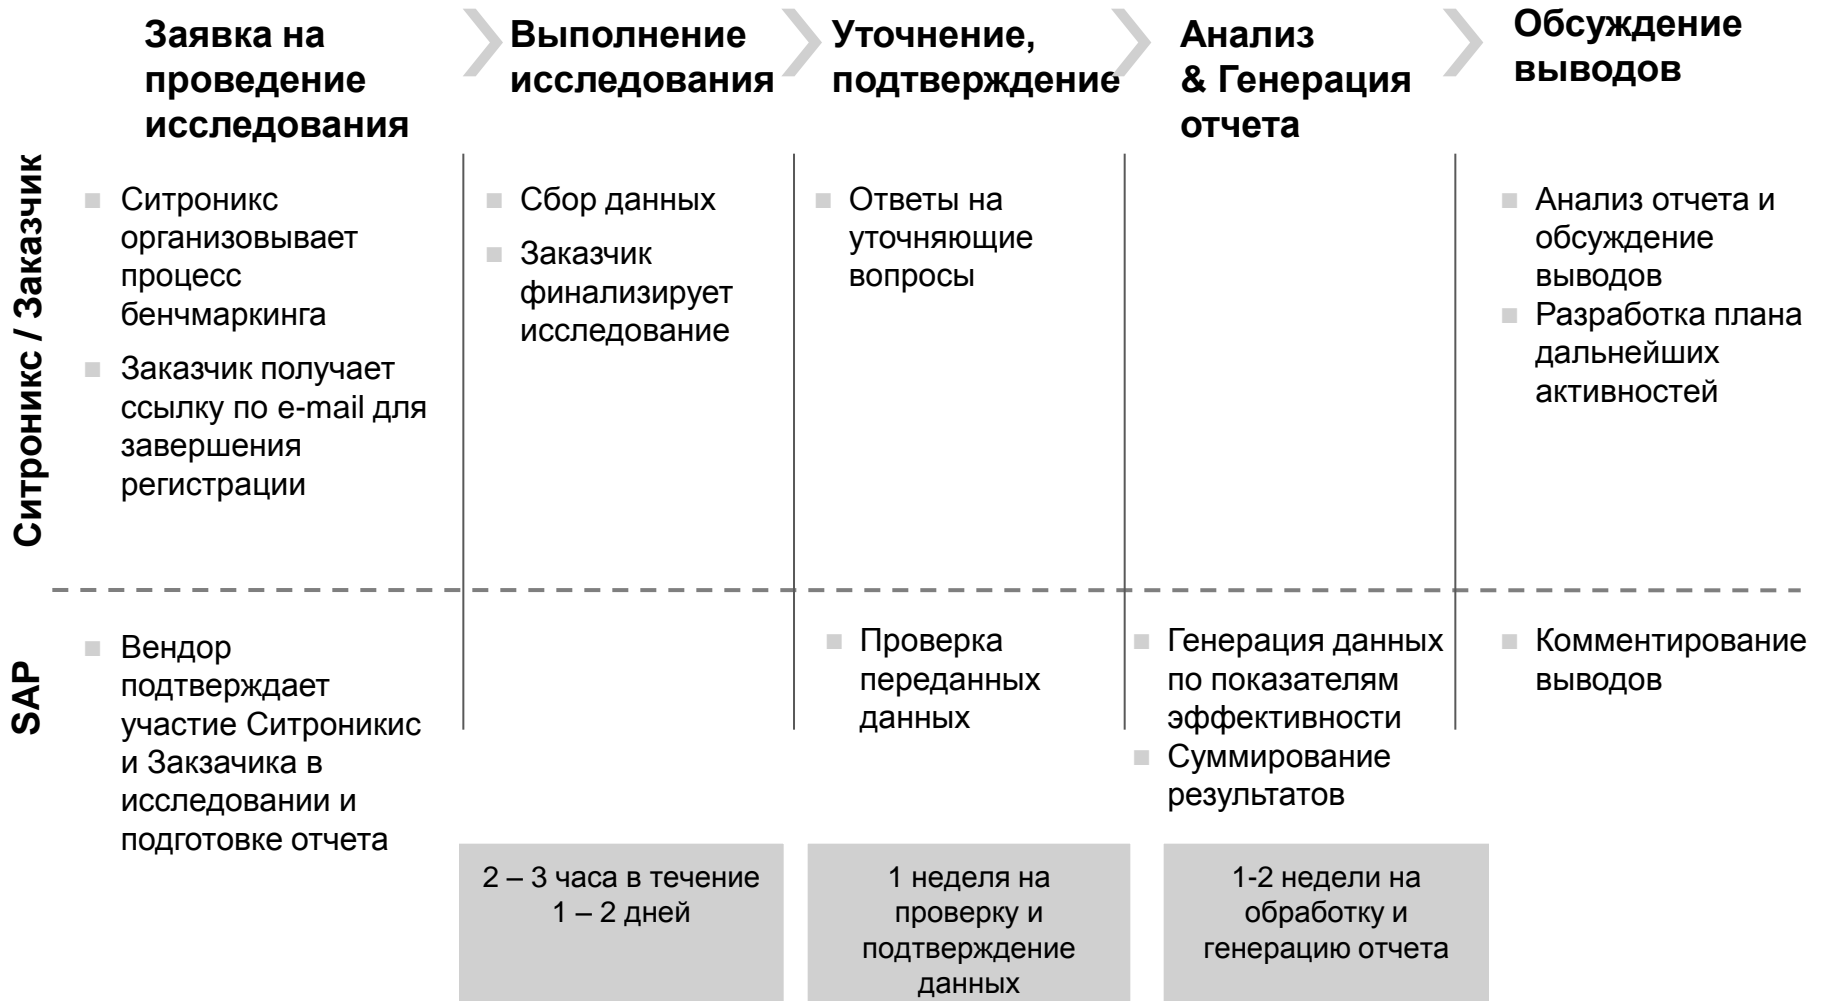 Заявка на
проведение
исследования
Выполнение
исследования
Уточнение,
подтверждение
Анализ
& Генерация
отчета
Обсуждение
выводов
Ситроникс / Заказчик
Ситроникс
организовывает
процесс
бенчмаркинга
Заказчик получает
ссылку по e-mail для
завершения
регистрации
Сбор данных
Заказчик
финализирует
исследование
Ответы на
уточняющие
вопросы
Анализ отчета и
обсуждение
выводов
Разработка плана
дальнейших
активностей
SAP
Вендор
подтверждает
участие Ситроникис
и Закзачика в
исследовании и
подготовке отчета
Проверка
переданных
данных
Генерация данных
по показателям
эффективности
Суммирование
результатов
Комментирование
выводов
2 – 3 часа в течение
1 – 2 дней
1 неделя на
проверку и
подтверждение
данных
1-2 недели на
обработку и
генерацию отчета